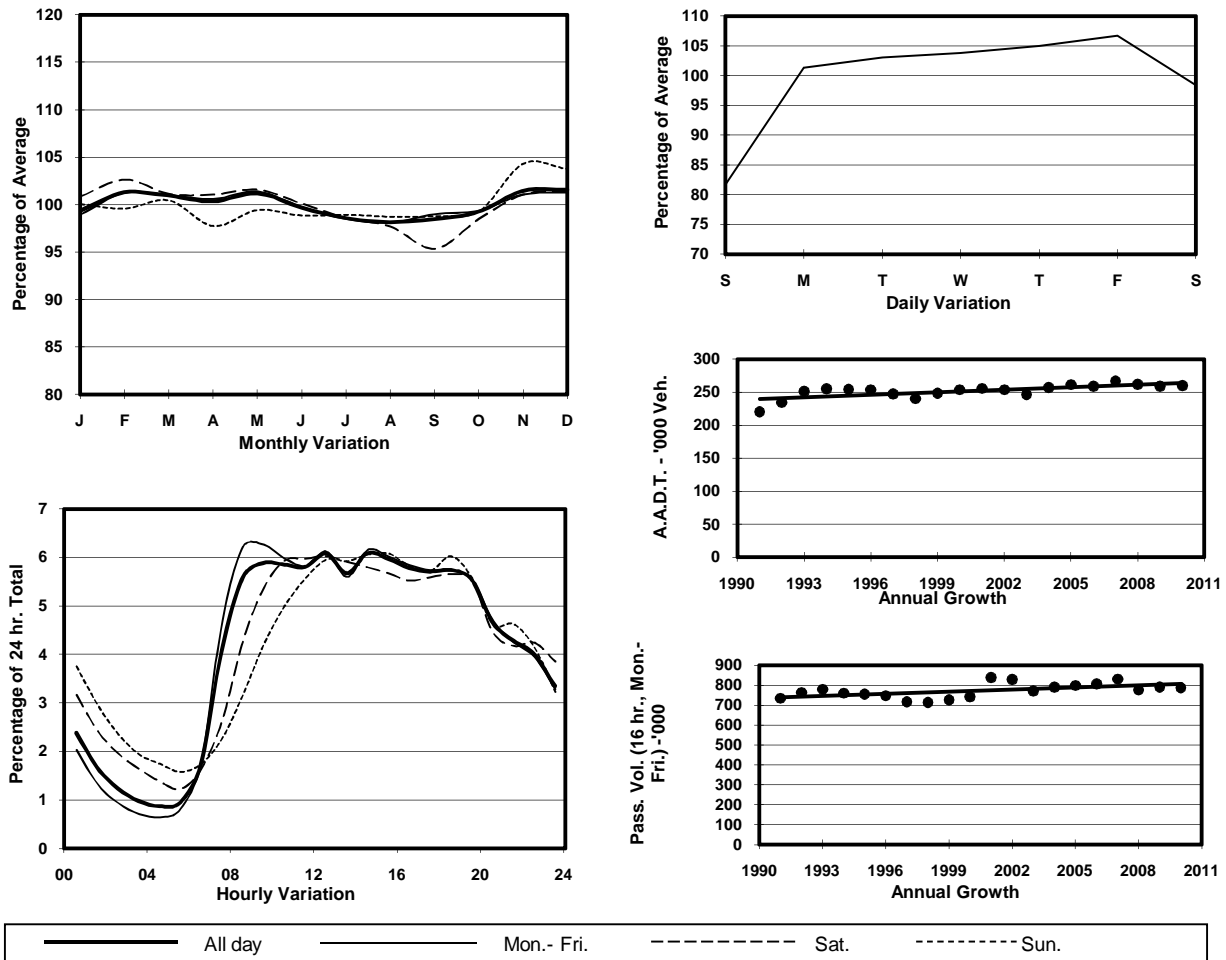 120
115
110
105
100
95
90
85
80
Percentage of Average
J F M A M J J A S O N D
Monthly Variation
110
105
100
95
90
85
80
75
70
Percentage of Average
S M T W T F S
Daily Variation
300
250
200
150
100
50
0
A.A.D.T. - '000 Veh.
1990 1993 1996 1999 2002 2005 2008 2011
Annual Growth
7
6
5
4
3
2
1
0
Percentage of 24 hr. Total
00 04 08 12 16 20 24
Hourly Variation
900
800
700
600
500
400
300
200
100
0
Pass. Vol. (16 hr., Mon.-
Fri.) -'000
1990 1993 1996 1999 2002 2005 2008 2011
Annual Growth
All day Mon.- Fri. Sat. Sun.